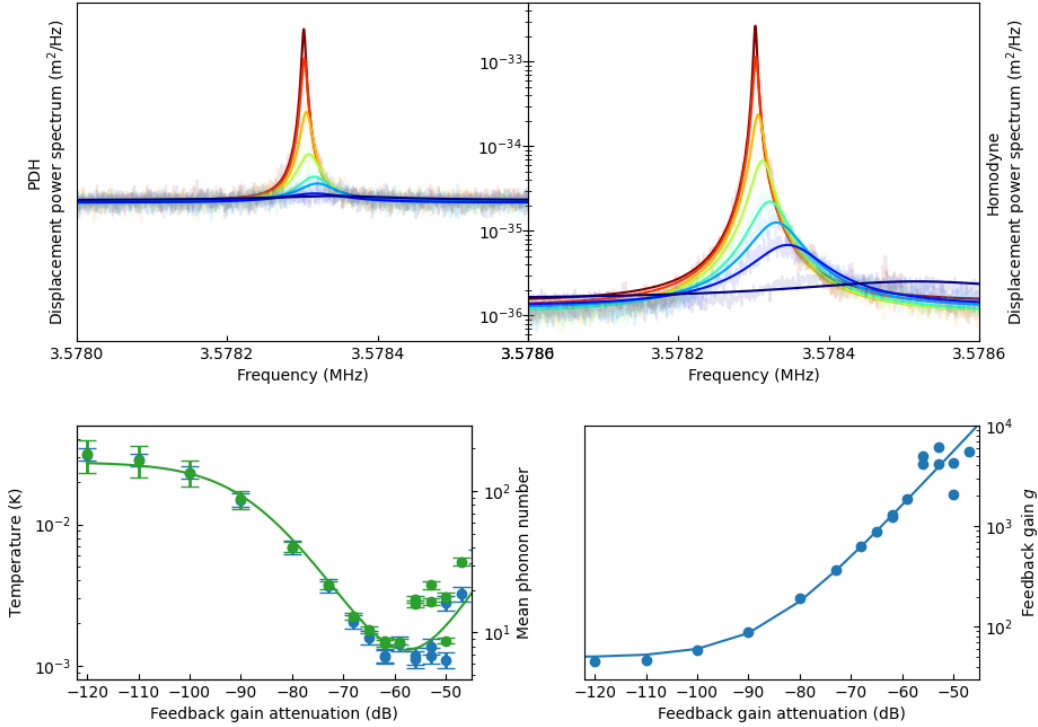 PDH
Displacement power spectrum (m²/Hz)
10⁻³³
10⁻³⁴
10⁻³⁵
10⁻³⁶
Homodyne
Displacement power spectrum (m²/Hz)
3.5780 3.5782 3.5784 3.5786 3.5782 3.5784 3.5786
Frequency (MHz) Frequency (MHz)
Temperature (K)
10⁻²
10⁻³
10²
10¹
Mean phonon number
−120 −110 −100 −90 −80 −70 −60 −50
Feedback gain attenuation (dB)
10⁴
10³
10²
Feedback gain g
−120 −110 −100 −90 −80 −70 −60 −50
Feedback gain attenuation (dB)